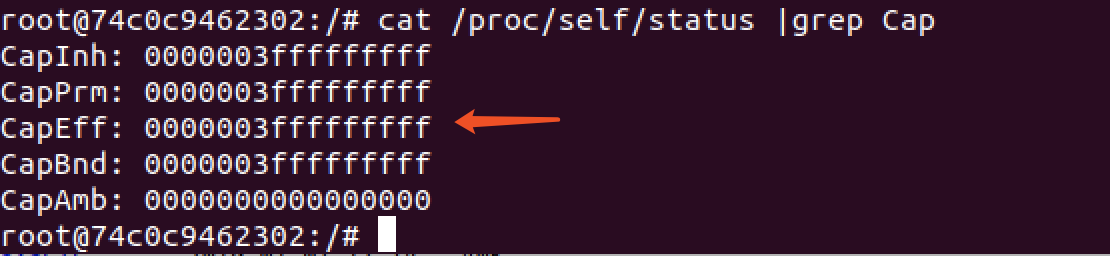 root@74c0c9462302:/# cat /proc/self/status |grep Cap
CapInh: 0000003fffffffff
CapPrm: 0000003fffffffff
CapEff: 0000003fffffffff
CapBnd: 0000003fffffffff
CapAmb: 0000000000000000
root@74c0c9462302:/#